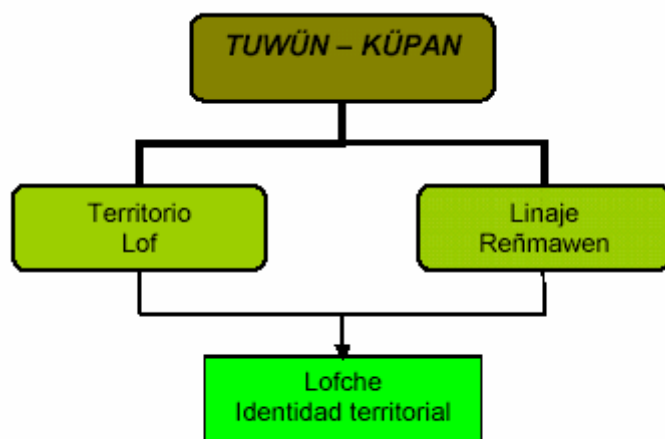 TUWÜN – KÜPAN
Territorio
Lof
Linaje
Reñmawen
Lofche
Identidad territorial